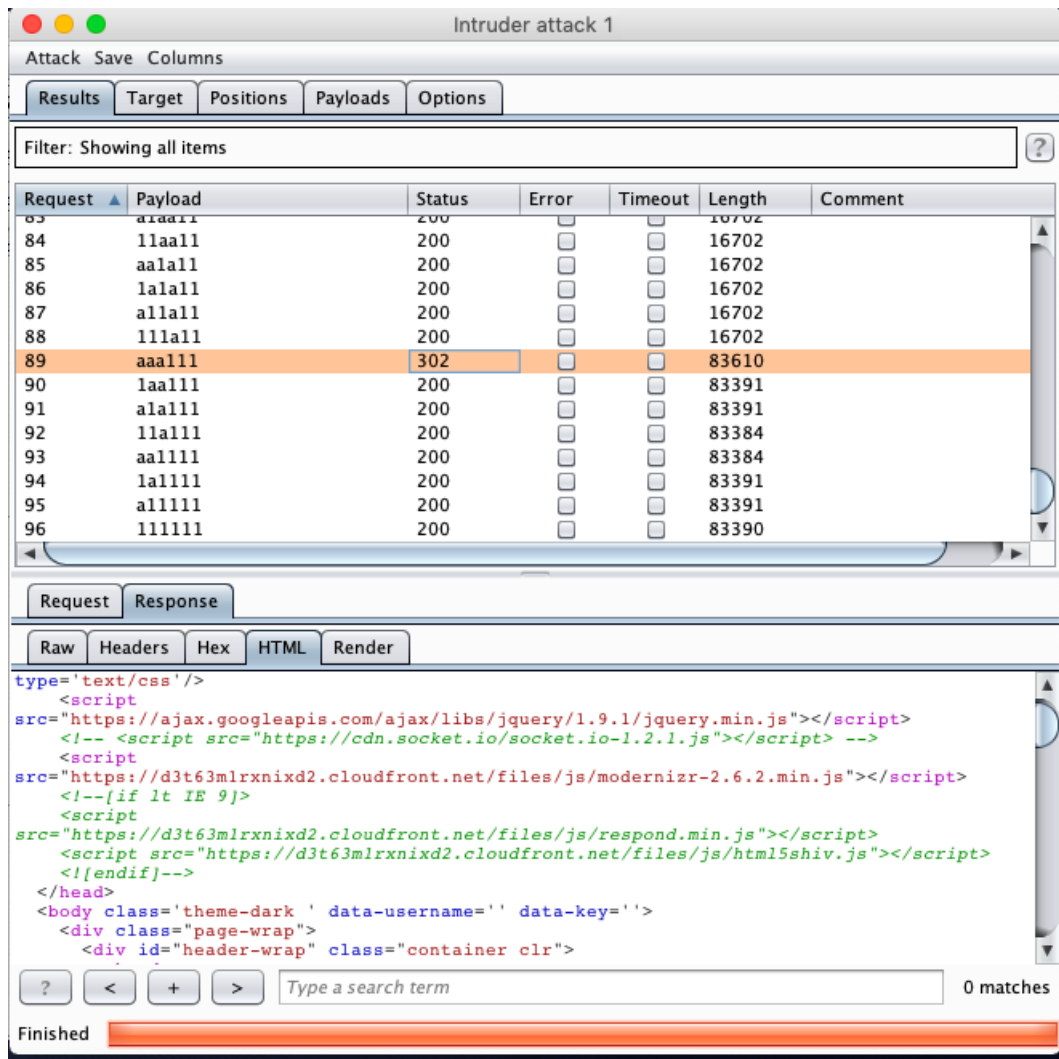 Intruder attack 1
Attack Save Columns
Results Target Positions Payloads Options
Filter: Showing all items ?
Request Payload Status Error Timeout Length Comment
83 a1aa11 200 16702
84 11aa11 200 16702
85 aa1a11 200 16702
86 1a1a11 200 16702
87 a11a11 200 16702
88 111a11 200 16702
89 aaa111 302 83610
90 1aa111 200 83391
91 a1a111 200 83391
92 11a111 200 83384
93 aa1111 200 83384
94 1a1111 200 83391
95 a11111 200 83391
96 111111 200 83390
Request Response
Raw Headers Hex HTML Render
type='text/css'/>
<script
src="https://ajax.googleapis.com/ajax/libs/jquery/1.9.1/jquery.min.js"></script>
<!-- <script src="https://cdn.socket.io/socket.io-1.2.1.js"></script> -->
<script
src="https://d3t63m1rxnixd2.cloudfront.net/files/js/modernizr-2.6.2.min.js"></script>
<!--[if lt IE 9]>
<script
src="https://d3t63m1rxnixd2.cloudfront.net/files/js/respond.min.js"></script>
<script src="https://d3t63m1rxnixd2.cloudfront.net/files/js/html5shiv.js"></script>
<![endif]-->
</head>
<body class='theme-dark ' data-username='' data-key=''>
<div class="page-wrap">
<div id="header-wrap" class="container clr">
? < + > Type a search term 0 matches
Finished